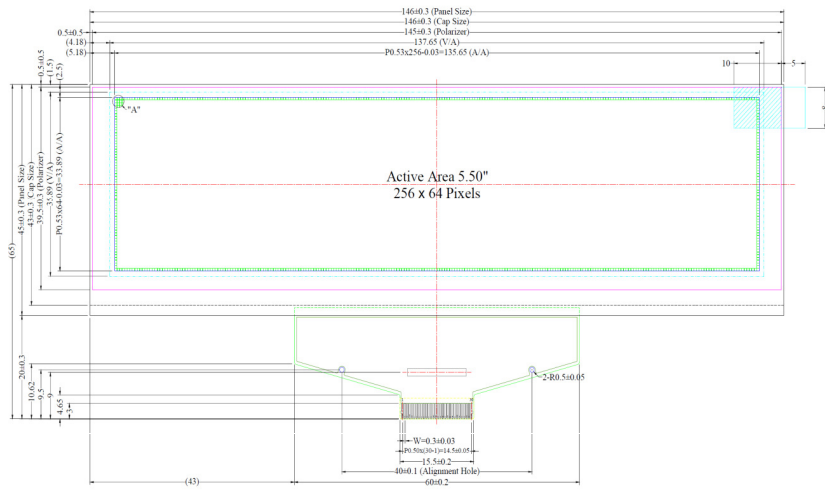 146±0.3 (Panel Size)
146±0.3 (Cap Size)
0.5±0.5
145±0.3 (Polarizer)
(4.18)
137.65 (V/A)
(5.18)
P0.53x256-0.03=135.65 (A/A)
10
5
8
0.5±0.5
(1.5)
(2.5)
"A"
(65)
45±0.3 (Panel Size)
43±0.3 (Cap Size)
39.5±0.3 (Polarizer)
35.89 (V/A)
P0.53x64-0.03=33.89 (A/A)
Active Area 5.50"
256 x 64 Pixels
20±0.3
10.62
9.5
9
4.65
3
2-R0.5±0.05
W=0.3±0.03
P0.50x(30-1)=14.5±0.05
15.5±0.2
40±0.1 (Alignment Hole)
(43)
60±0.2